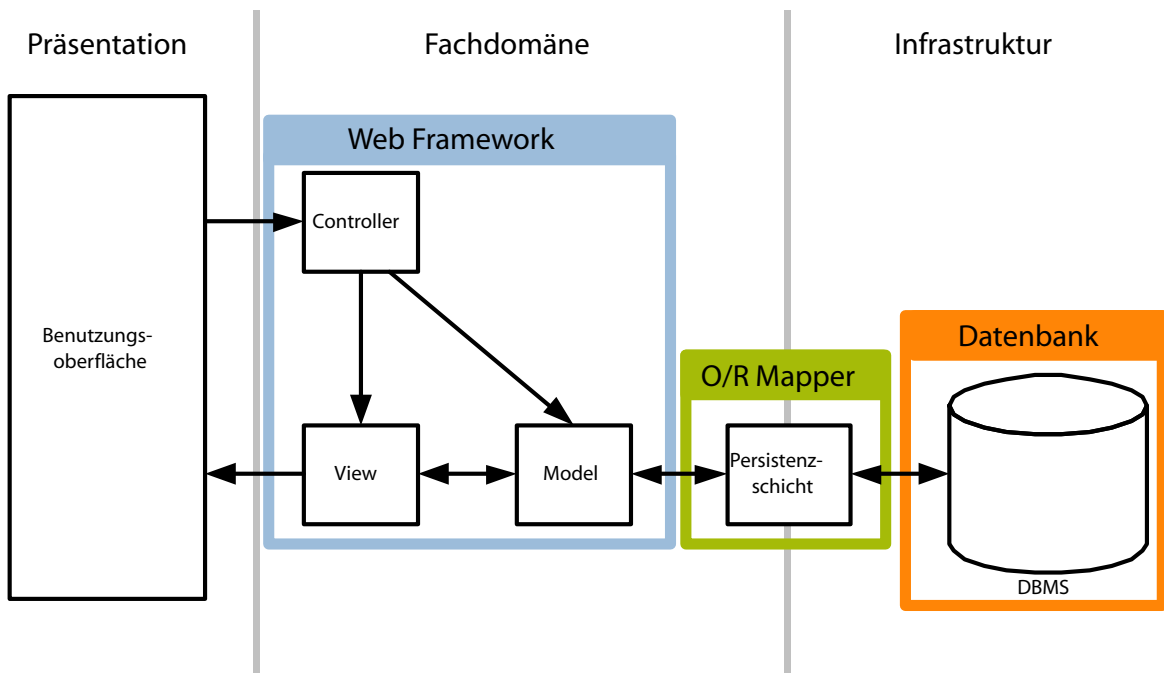 Präsentation
Fachdomäne
Infrastruktur
Web Framework
Controller
Benutzungs-
oberfläche
View
Model
O/R Mapper
Persistenz-
schicht
Datenbank
DBMS